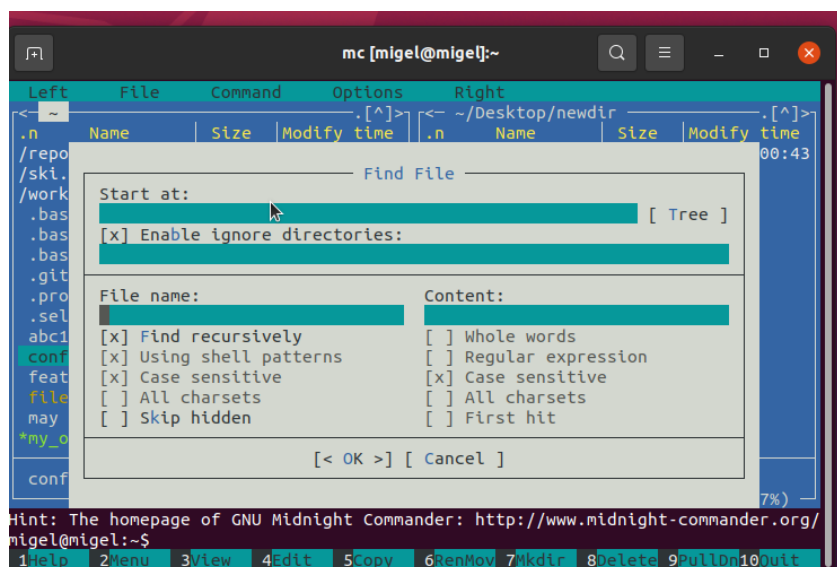 mc [migel@migel]:~
Left File Command Options Right
<- ~ .[^]>
<- ~/Desktop/newdir .[^]>
.n Name Size Modify time .n Name Size Modify time
/repo 00:43
/ski.
/work
.bas
.bas
.bas
.git
.pro
.sel
abc1
conf
feat
file
may
*my_o
conf
Find File
Start at:
[ Tree ]
[x] Enable ignore directories:
File name: Content:
[x] Find recursively [ ] Whole words
[x] Using shell patterns [ ] Regular expression
[x] Case sensitive [x] Case sensitive
[ ] All charsets [ ] All charsets
[ ] Skip hidden [ ] First hit
[< OK >] [ Cancel ]
7%)
Hint: The homepage of GNU Midnight Commander: http://www.midnight-commander.org/
migel@migel:~$
1Help 2Menu 3View 4Edit 5Copy 6RenMov 7Mkdir 8Delete 9PullDn 10Quit